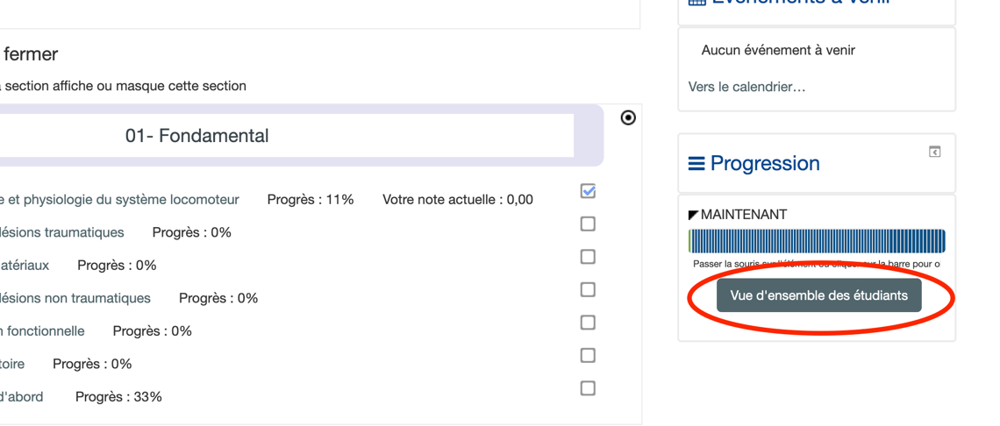 Evènements à venir
Aucun événement à venir
Vers le calendrier…
fermer
section affiche ou masque cette section
01- Fondamental
e et physiologie du système locomoteur Progrès : 11% Votre note actuelle : 0,00
lésions traumatiques Progrès : 0%
atériaux Progrès : 0%
lésions non traumatiques Progrès : 0%
n fonctionnelle Progrès : 0%
toire Progrès : 0%
d'abord Progrès : 33%
Progression
MAINTENANT
Passer la souris sur l'élément ou cliquer sur la barre pour o
Vue d'ensemble des étudiants